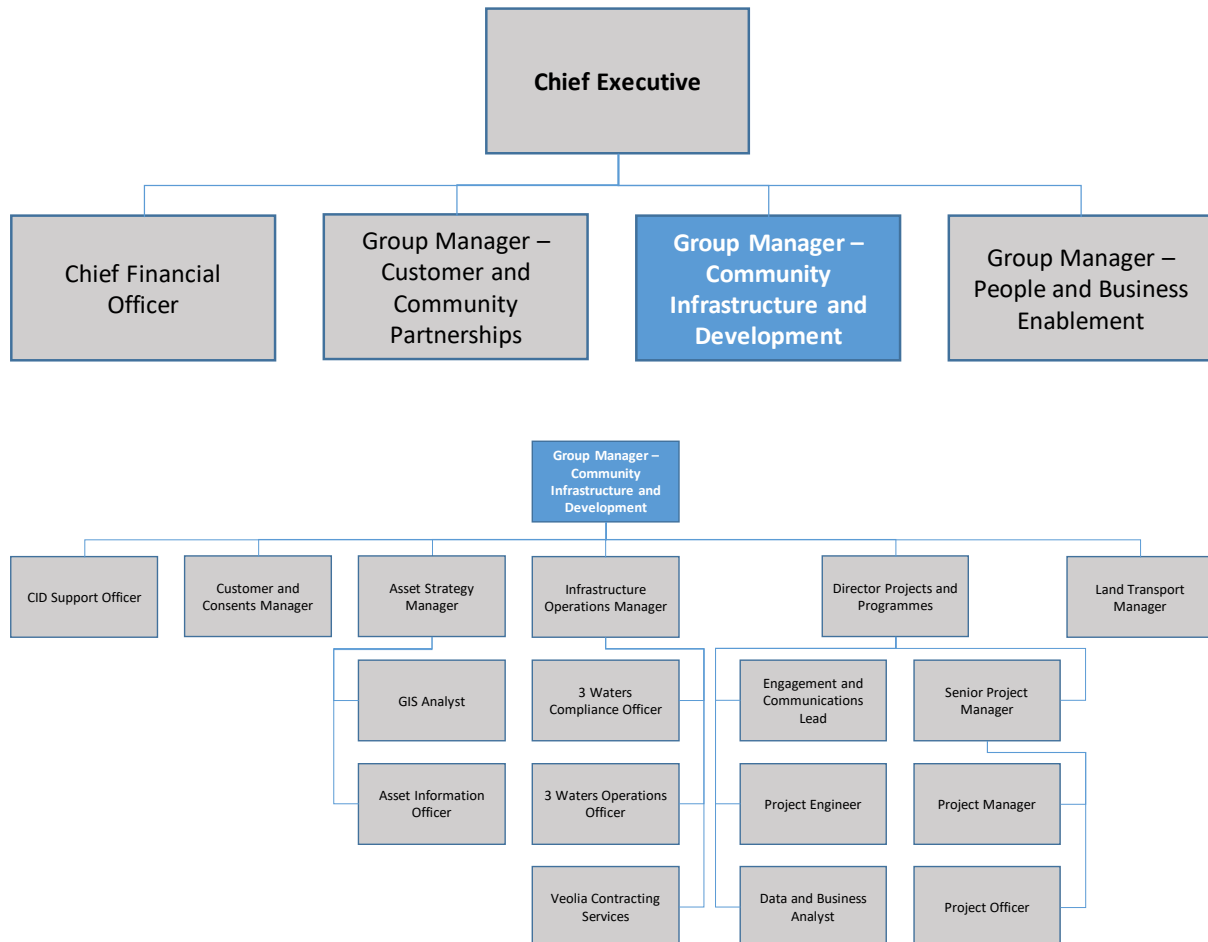 Chief Executive
Chief Financial
Officer
Group Manager –
Customer and
Community
Partnerships
Group Manager –
Community
Infrastructure and
Development
Group Manager –
People and Business
Enablement
Group Manager –
Community
Infrastructure and
Development
CID Support Officer
Customer and
Consents Manager
Asset Strategy
Manager
Infrastructure
Operations Manager
Director Projects and
Programmes
Land Transport
Manager
GIS Analyst
3 Waters
Compliance Officer
Engagement and
Communications
Lead
Senior Project
Manager
Asset Information
Officer
3 Waters Operations
Officer
Project Engineer
Project Manager
Veolia Contracting
Services
Data and Business
Analyst
Project Officer